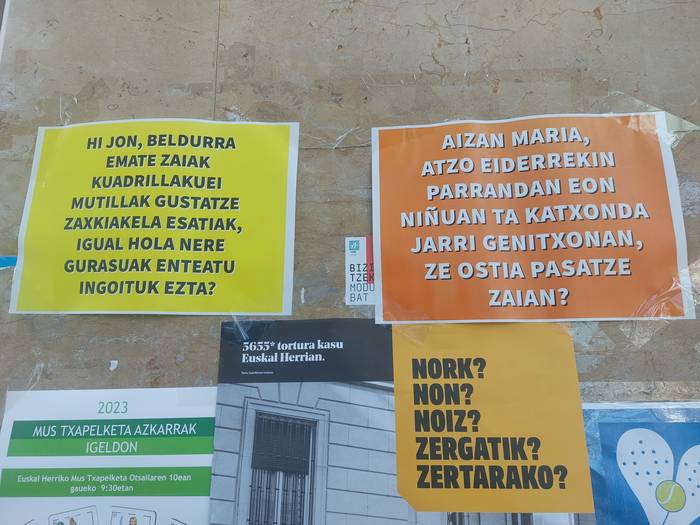 HI JON, BELDURRA
EMATE ZAIAK
KUADRILLAKUEI
MUTILLAK GUSTATZE
ZAXKIAKELA ESATIAK,
IGUAL HOLA NERE
GURASUAK ENTEATU
INGOITUK EZTA?
AIZAN MARIA,
ATZO EIDERREKIN
PARRANDAN EON
NIÑUAN TA KATXONDA
JARRI GENITXONAN,
ZE OSTIA PASATZE
ZAIAN?
BIZI
TZEK
MODU
BAT
5655* tortura kasu
Euskal Herrian.
NORK?
NON?
NOIZ?
ZERGATIK?
ZERTARAKO?
2023
MUS TXAPELKETA AZKARRAK
IGELDON
Euskal Herriko Mus Txapelketa Otsailaren 10ean
gaueko 9:30etan